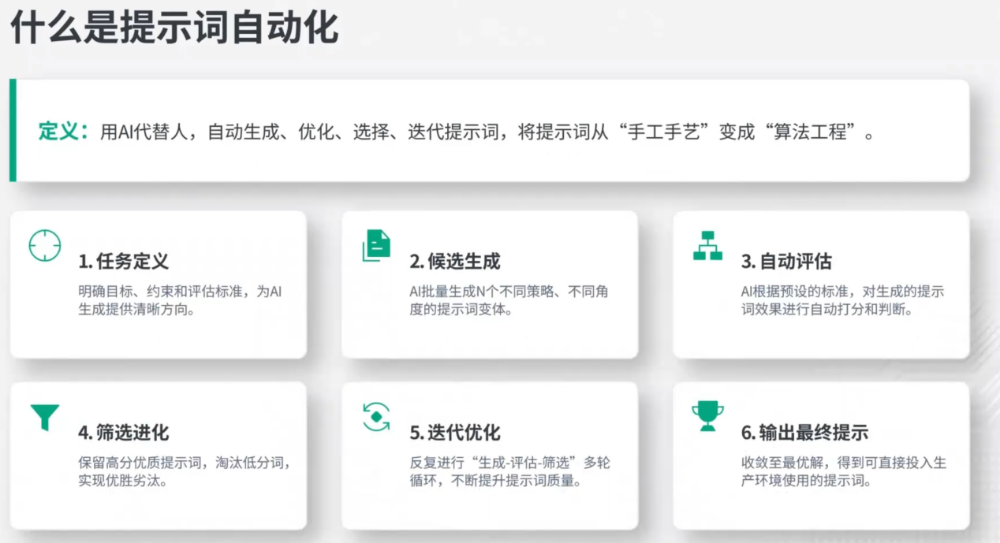 什么是提示词自动化
定义：用AI代替人，自动生成、优化、选择、迭代提示词，将提示词从“手工手艺”变成“算法工程”。
1.任务定义
明确目标、约束和评估标准，为AI
生成提供清晰方向。
2.候选生成
AI批量生成N个不同策略、不同角
度的提示词变体。
3.自动评估
AI根据预设的标准，对生成的提示
词效果进行自动打分和判断。
4.筛选进化
保留高分优质提示词，淘汰低分词，
实现优胜劣汰。
5.迭代优化
反复进行“生成-评估-筛选”多轮
循环，不断提升提示词质量。
6.输出最终提示
收敛至最优解，得到可直接投入生
产环境使用的提示词。